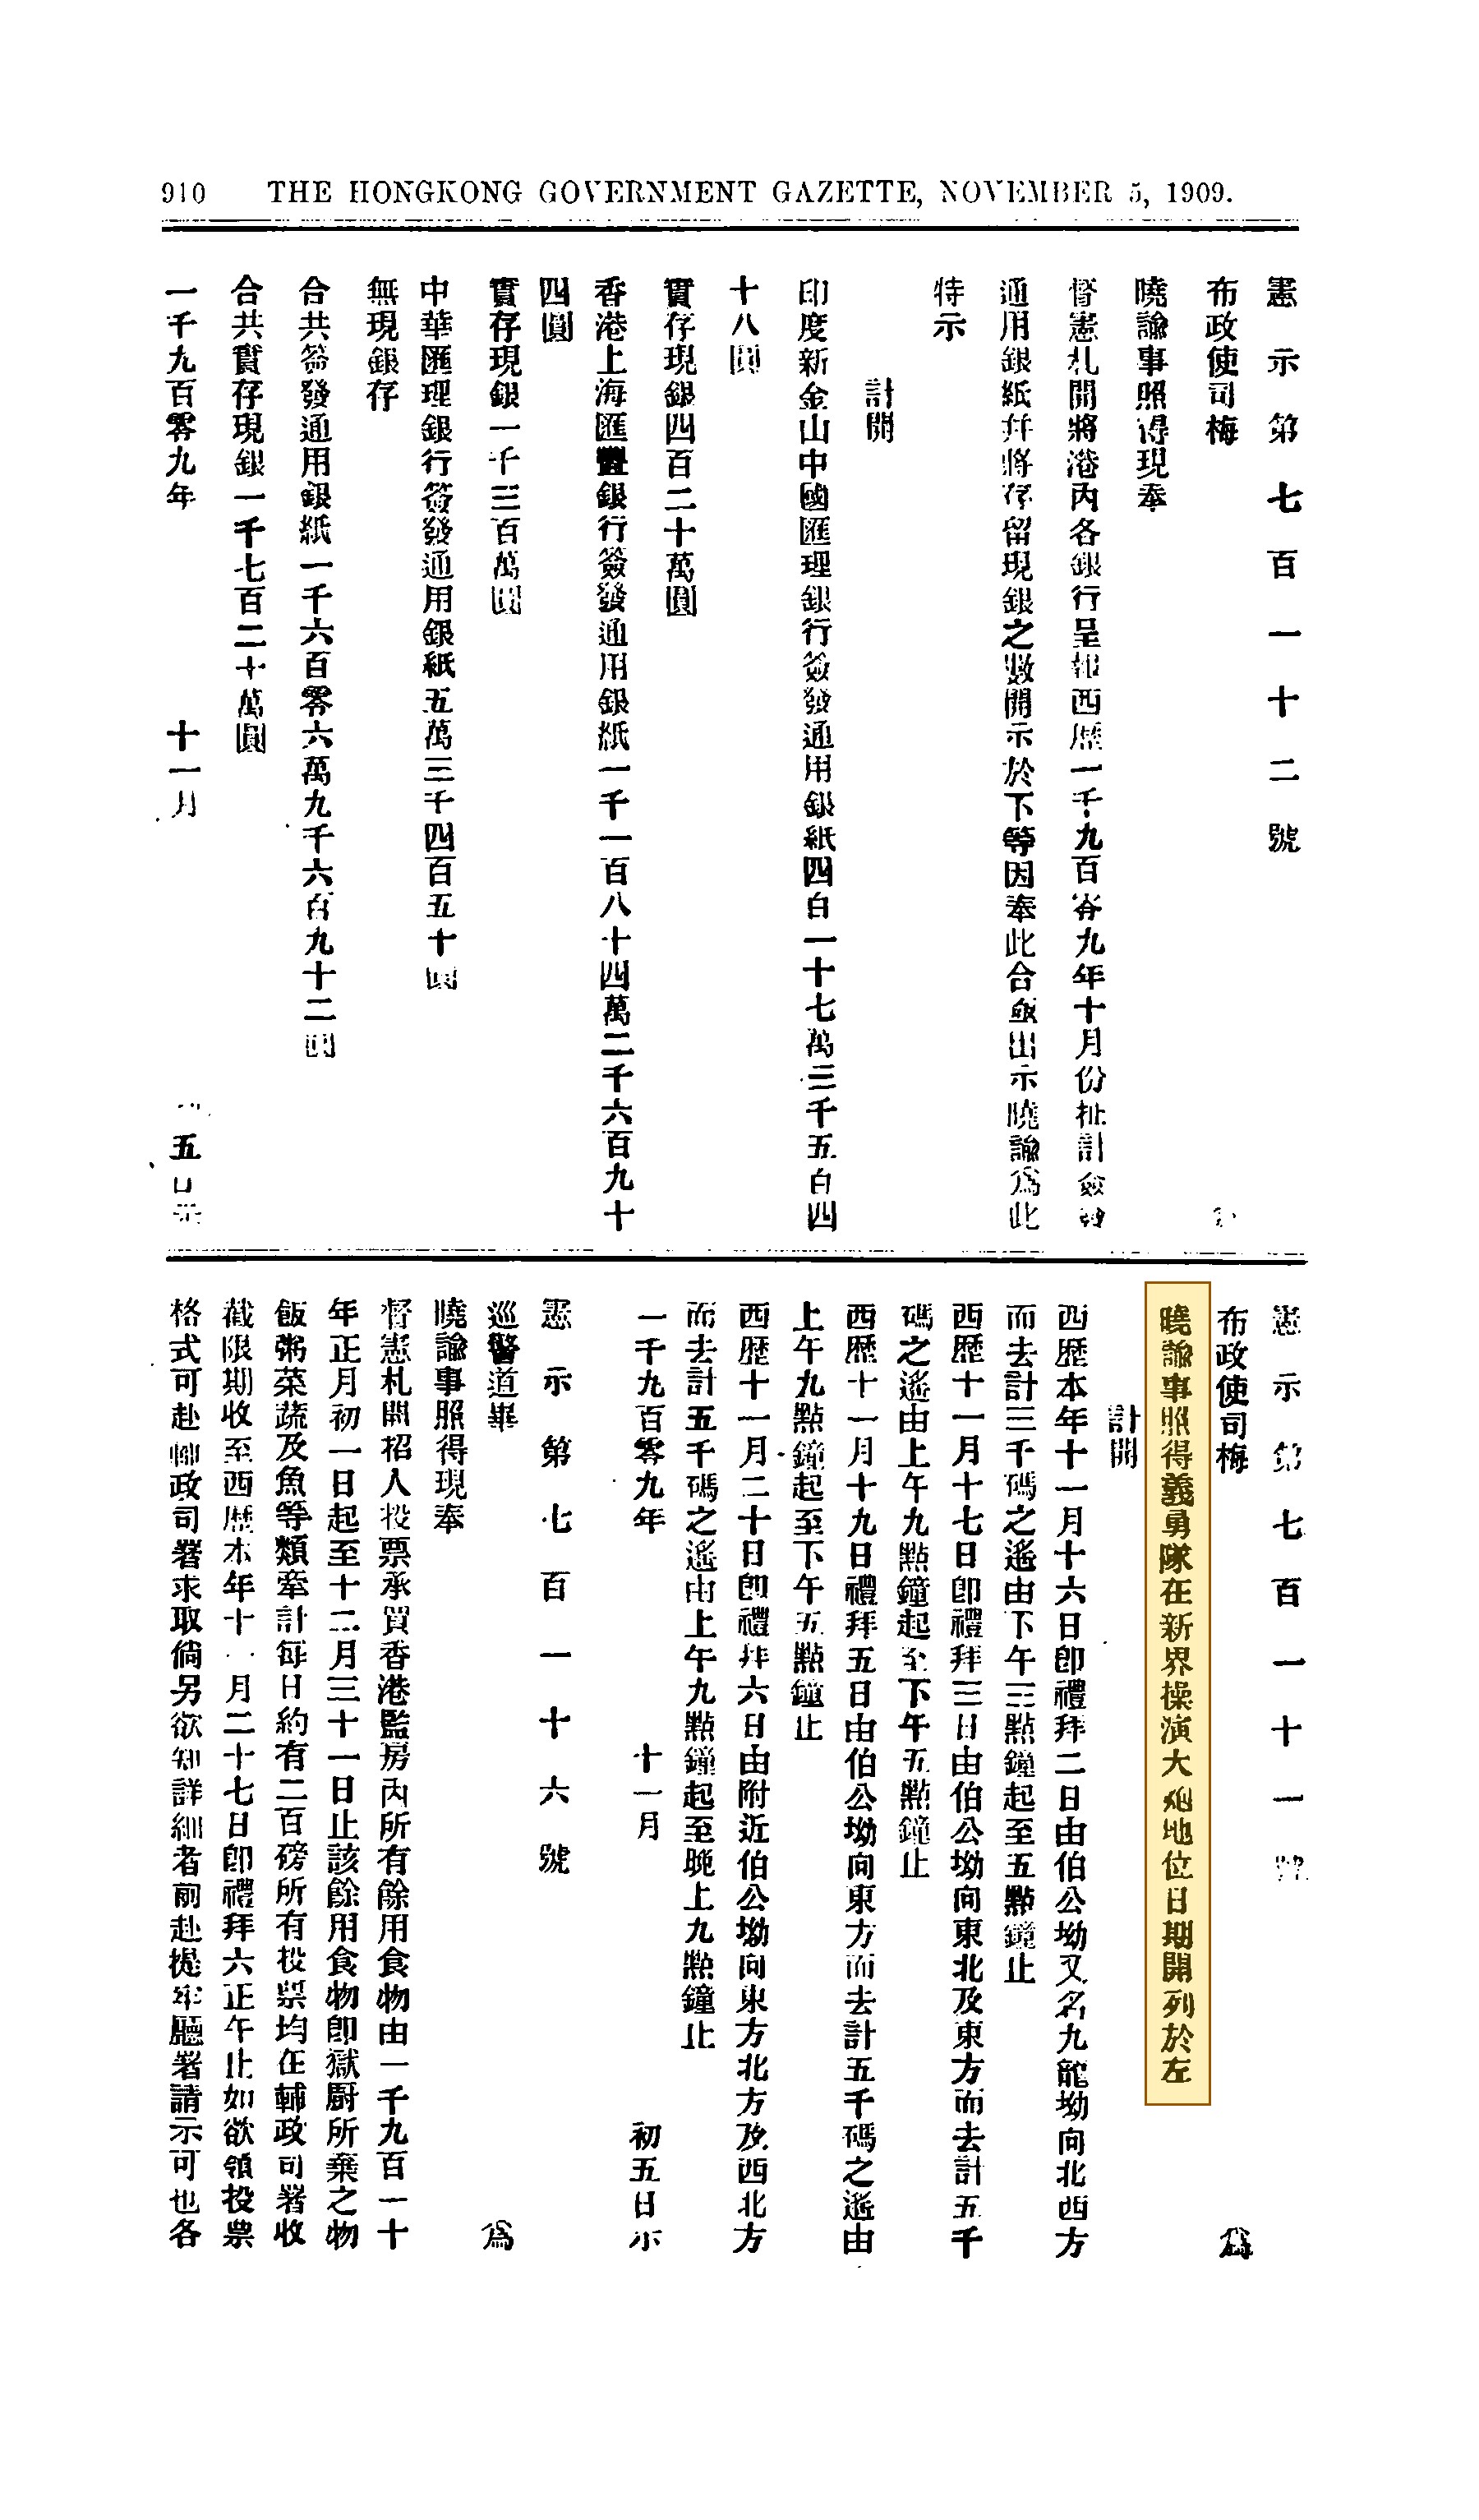 910 THE HONGKONG GOVERNMENT GAZETTE, NOVEMBER 5, 1909.
憲示第七百一十二號
布政使司梅 為
曉諭事照得現奉
督憲札開將港內各銀行呈報西歷一千九百零九年十月份扯計簽發
通用銀紙并將存留現銀之數開示於下等因奉此合亟出示曉諭為此
特示
計開
印度新金山中國匯理銀行簽發通用銀紙四百一十七萬三千五百四
十八圓
實存現銀四百二十萬圓
香港上海匯豐銀行簽發通用銀紙一千一百八十四萬二千六百九十
四圓
實存現銀一千三百萬圓
中華匯理銀行簽發通用銀紙五萬三千四百五十圓
無現銀存
合共簽發通用銀紙一千六百零六萬九千六百九十二圓
合共實存現銀一千七百二十萬圓
一千九百零九年 十一月 五日示
憲示第七百一十一號
布政使司梅 為
曉諭事照得義勇隊在新界操演大炮地位日期開列於左
計開
西歷本年十一月十六日卽禮拜二日由伯公坳又名九龍坳向北西方
而去計三千碼之遙由下午三點鐘起至五點鐘止
西歷十一月十七日卽禮拜三日由伯公坳向東北及東方而去計五千
碼之遙由上午九點鐘起至下午五點鐘止
西歷十一月十九日禮拜五日由伯公坳向東方而去計五千碼之遙由
上午九點鐘起至下午五點鐘止
西歷十一月二十日卽禮拜六日由附近伯公坳向東方北方及西北方
而去計五千碼之遙由上午九點鐘起至晚上九點鐘止
一千九百零九年 十一月 初五日示
憲示第七百一十六號
巡警道畢 為
曉諭事照得現奉
督憲札開招人投票承買香港監房內所有餘用食物由一千九百一十
年正月初一日起至十二月三十一日止該餘用食物卽獄厨所棄之物
飯粥菜蔬及魚等類牽計每日約有二百磅所有投票均在輔政司署收
截限期收至西歷本年十一月二十七日卽禮拜六正午止如欲領投票
格式可赴輔政司署求取倘另欲知詳細者前赴提牢廳署請示可也各